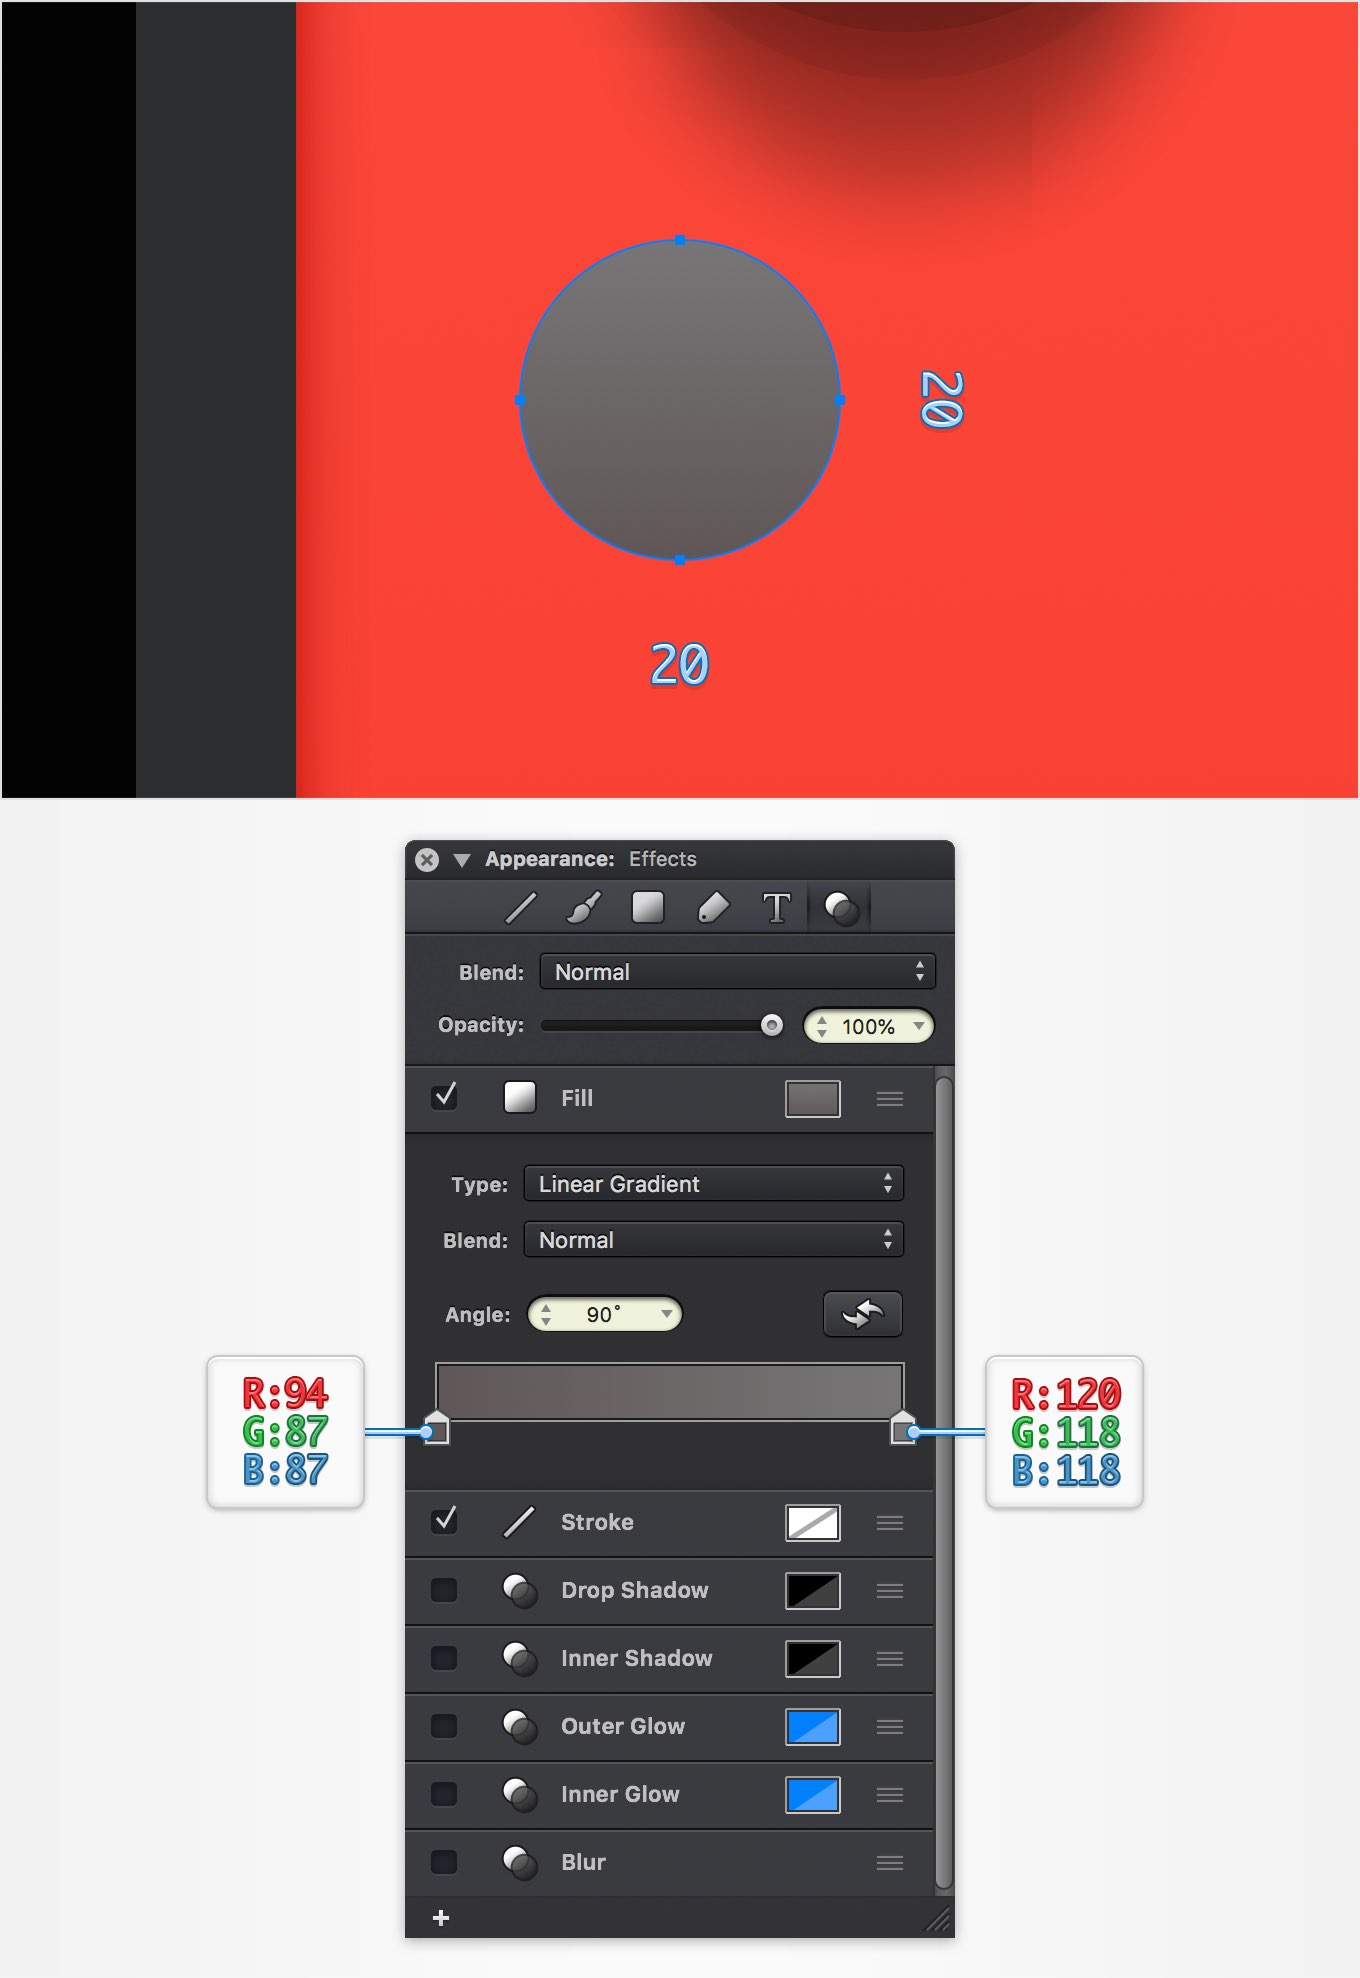 20
20
Appearance: Effects
T
Blend: Normal
Opacity: 100%
Fill
Type: Linear Gradient
Blend: Normal
Angle: 90°
R:94
G:87
B:87
R:120
G:118
B:118
Stroke
Drop Shadow
Inner Shadow
Outer Glow
Inner Glow
Blur
+